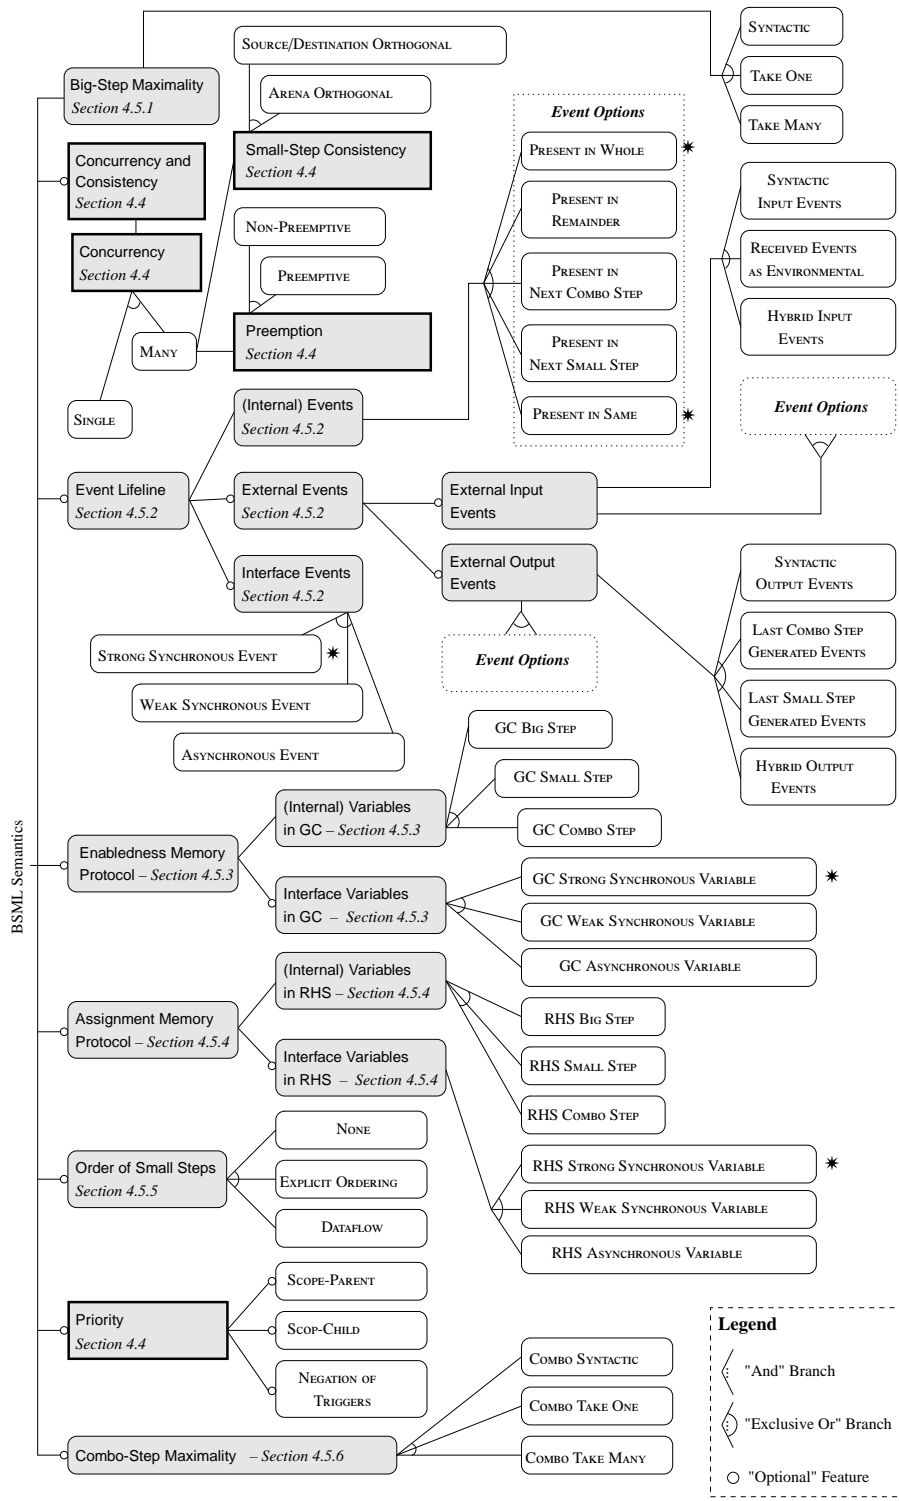 BSML Semantics
Big-Step Maximality
Section 4.5.1
SYNTACTIC
TAKE ONE
TAKE MANY
Concurrency and
Consistency
Section 4.4
Concurrency
Section 4.4
SINGLE
MANY
SOURCE/DESTINATION ORTHOGONAL
ARENA ORTHOGONAL
Small-Step Consistency
Section 4.4
NON-PREEMPTIVE
PREEMPTIVE
Preemption
Section 4.4
Event Lifeline
Section 4.5.2
(Internal) Events
Section 4.5.2
Event Options
PRESENT IN WHOLE
PRESENT IN
REMAINDER
PRESENT IN
NEXT COMBO STEP
PRESENT IN
NEXT SMALL STEP
PRESENT IN SAME
External Events
Section 4.5.2
External Input
Events
SYNTACTIC
INPUT EVENTS
RECEIVED EVENTS
AS ENVIRONMENTAL
HYBRID INPUT
EVENTS
Event Options
External Output
Events
Event Options
SYNTACTIC
OUTPUT EVENTS
LAST COMBO STEP
GENERATED EVENTS
LAST SMALL STEP
GENERATED EVENTS
HYBRID OUTPUT
EVENTS
Interface Events
Section 4.5.2
STRONG SYNCHRONOUS EVENT
WEAK SYNCHRONOUS EVENT
ASYNCHRONOUS EVENT
Enabledness Memory
Protocol – Section 4.5.3
(Internal) Variables
in GC – Section 4.5.3
GC BIG STEP
GC SMALL STEP
GC COMBO STEP
Interface Variables
in GC – Section 4.5.3
GC STRONG SYNCHRONOUS VARIABLE
GC WEAK SYNCHRONOUS VARIABLE
GC ASYNCHRONOUS VARIABLE
Assignment Memory
Protocol – Section 4.5.4
(Internal) Variables
in RHS – Section 4.5.4
RHS BIG STEP
RHS SMALL STEP
RHS COMBO STEP
Interface Variables
in RHS – Section 4.5.4
RHS STRONG SYNCHRONOUS VARIABLE
RHS WEAK SYNCHRONOUS VARIABLE
RHS ASYNCHRONOUS VARIABLE
Order of Small Steps
Section 4.5.5
NONE
EXPLICIT ORDERING
DATAFLOW
Priority
Section 4.4
SCOPE-PARENT
SCOP-CHILD
NEGATION OF
TRIGGERS
Combo-Step Maximality – Section 4.5.6
COMBO SYNTACTIC
COMBO TAKE ONE
COMBO TAKE MANY
Legend
"And" Branch
"Exclusive Or" Branch
"Optional" Feature